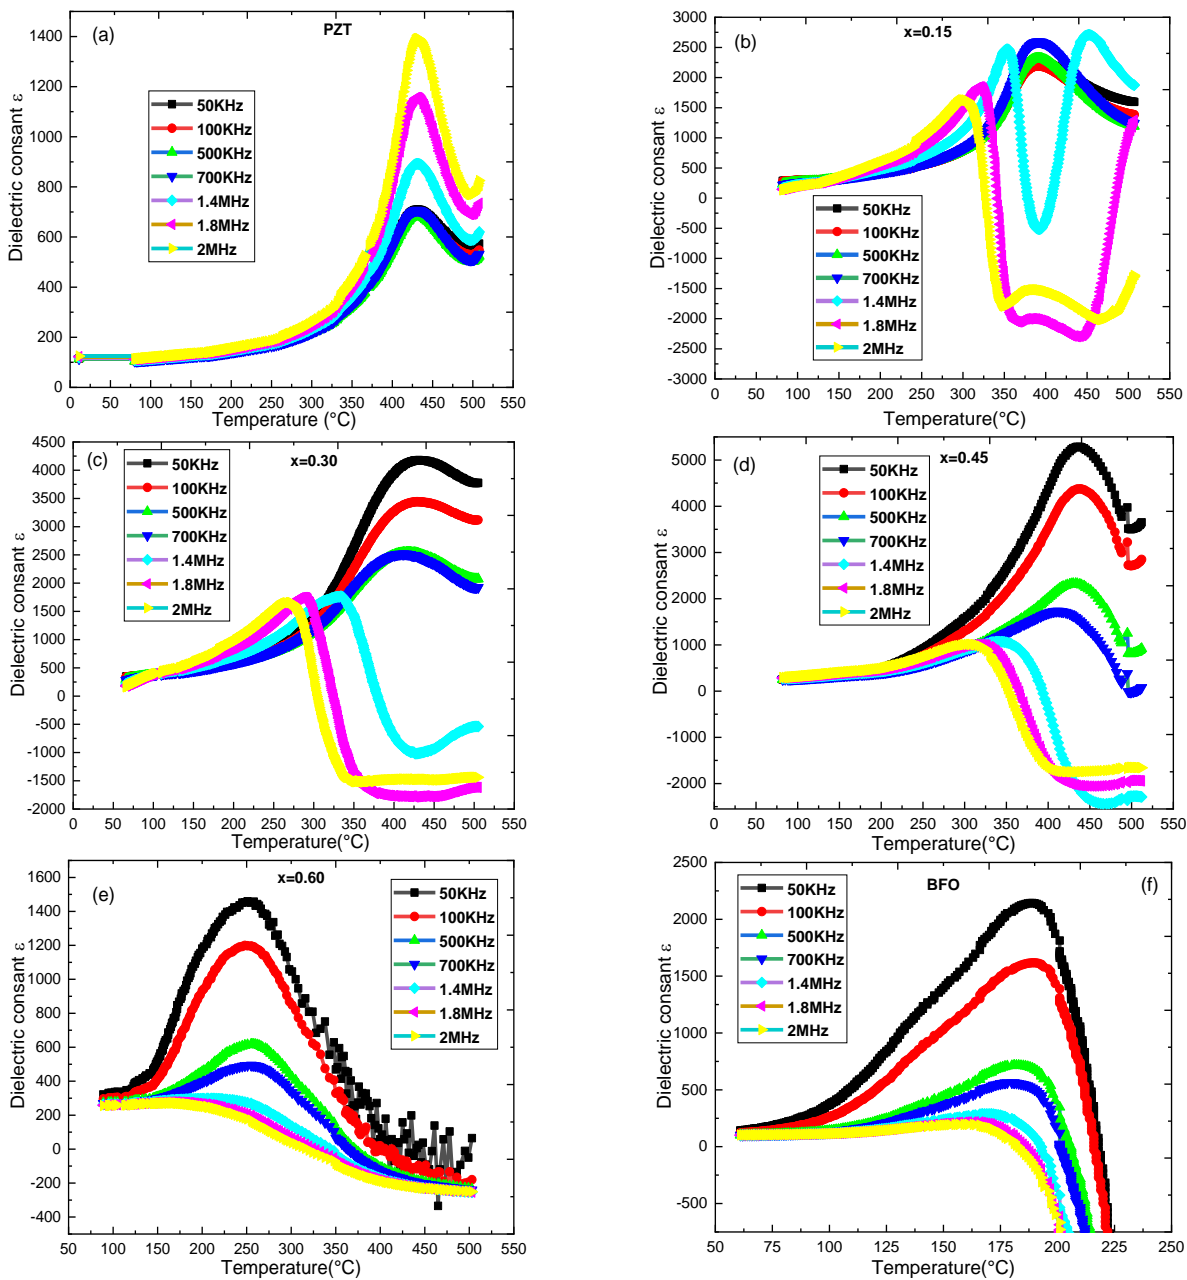 (a)
PZT
Dielectric consant ε
1400
1200
1000
800
600
400
200
0
50KHz
100KHz
500KHz
700KHz
1.4MHz
1.8MHz
2MHz
0 50 100 150 200 250 300 350 400 450 500 550
Temperature (°C)
(b)
x=0.15
Dielectric consant ε
3000
2500
2000
1500
1000
500
0
-500
-1000
-1500
-2000
-2500
-3000
50KHz
100KHz
500KHz
700KHz
1.4MHz
1.8MHz
2MHz
0 50 100 150 200 250 300 350 400 450 500 550
Temperature(°C)
(c)
x=0.30
Dielectric consant ε
4500
4000
3500
3000
2500
2000
1500
1000
500
0
-500
-1000
-1500
-2000
50KHz
100KHz
500KHz
700KHz
1.4MHz
1.8MHz
2MHz
0 50 100 150 200 250 300 350 400 450 500 550
Temperature(°C)
(d)
x=0.45
Dielectric consant ε
5000
4000
3000
2000
1000
0
-1000
-2000
50KHz
100KHz
500KHz
700KHz
1.4MHz
1.8MHz
2MHz
0 50 100 150 200 250 300 350 400 450 500 550
Temperature(°C)
(e)
x=0.60
Dielectric consant ε
1600
1400
1200
1000
800
600
400
200
0
-200
-400
50KHz
100KHz
500KHz
700KHz
1.4MHz
1.8MHz
2MHz
50 100 150 200 250 300 350 400 450 500 550
Temperature(°C)
BFO
(f)
Dielectric consant ε
2500
2000
1500
1000
500
0
-500
50KHz
100KHz
500KHz
700KHz
1.4MHz
1.8MHz
2MHz
50 75 100 125 150 175 200 225 250
Temperature(°C)